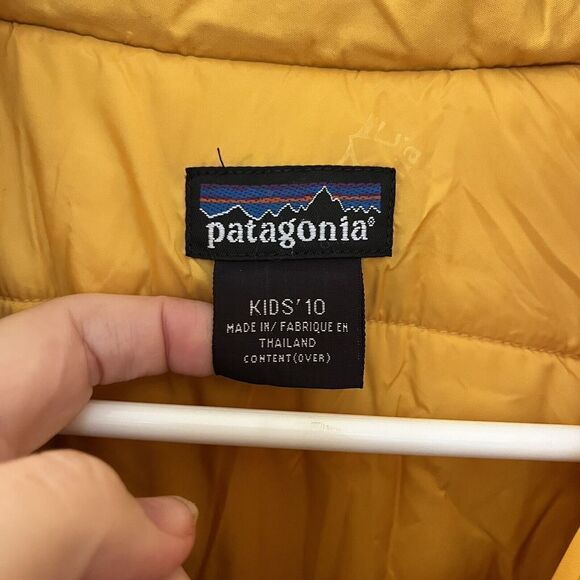 patagonia®
KIDS' 10
MADE IN/ FABRIQUE EN
THAILAND
CONTENT(OVER)